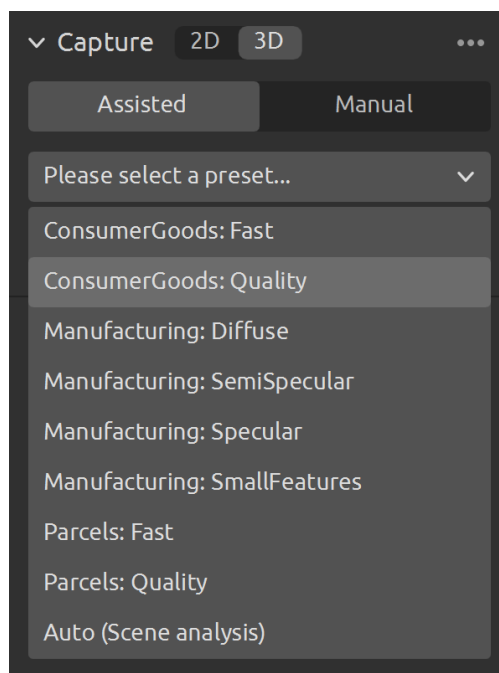 Capture 2D 3D •••
Assisted Manual
Please select a preset...
ConsumerGoods: Fast
ConsumerGoods: Quality
Manufacturing: Diffuse
Manufacturing: SemiSpecular
Manufacturing: Specular
Manufacturing: SmallFeatures
Parcels: Fast
Parcels: Quality
Auto (Scene analysis)